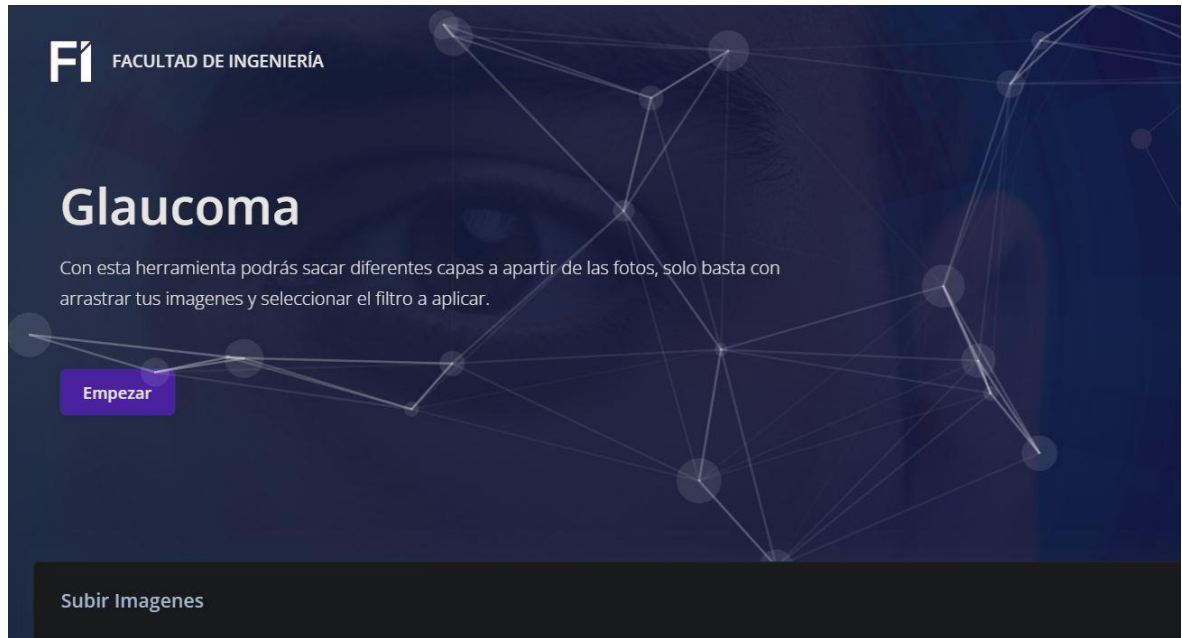 FI FACULTAD DE INGENIERÍA
Glaucoma
Con esta herramienta podrás sacar diferentes capas a apartir de las fotos, solo basta con
arrastrar tus imagenes y seleccionar el filtro a aplicar.
Empezar
Subir Imagenes